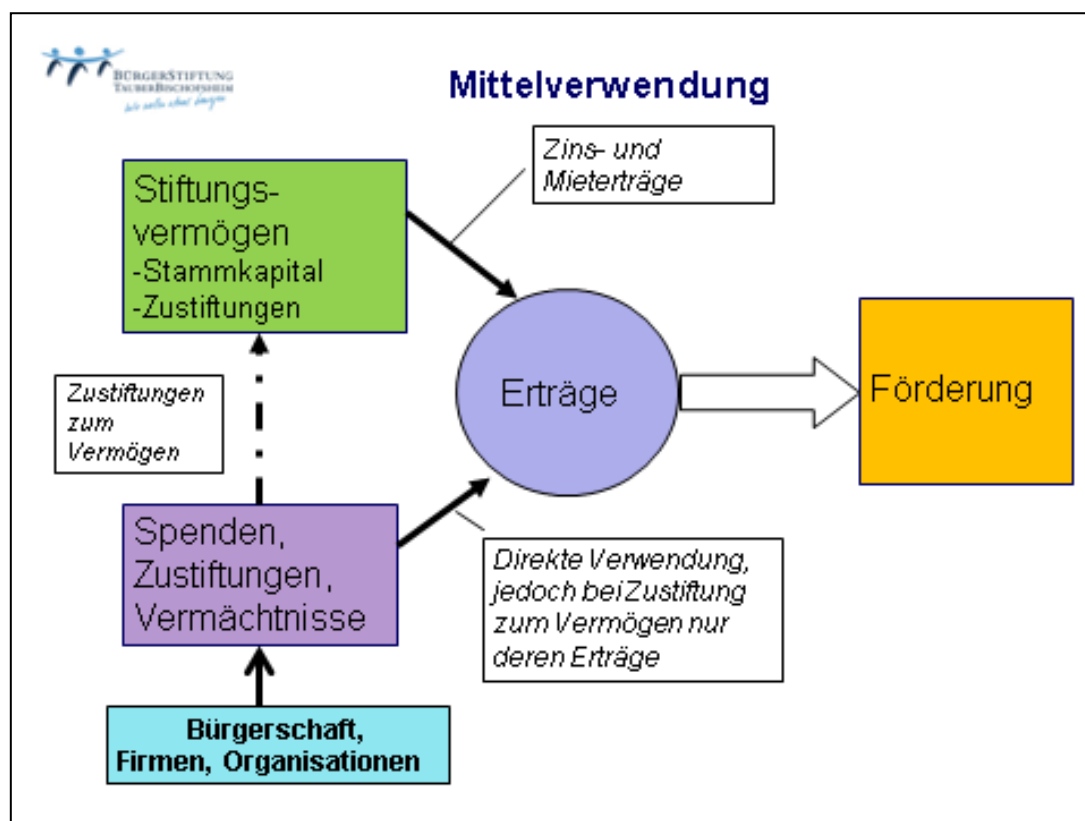 BÜRGERSTIFTUNG
TAUBERBISCHOFSHEIM
Mittelverwendung
Zins- und
Mieterträge
Stiftungs-
vermögen
-Stammkapital
-Zustiftungen
Erträge
Förderung
Zustiftungen
zum
Vermögen
Spenden,
Zustiftungen,
Vermächtnisse
Direkte Verwendung,
jedoch bei Zustiftung
zum Vermögen nur
deren Erträge
Bürgerschaft,
Firmen, Organisationen